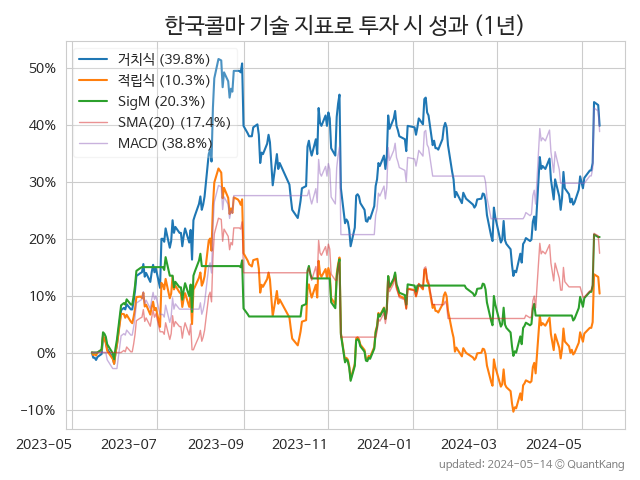 한국콜마 기술 지표로 투자 시 성과 (1년)
거치식 (39.8%)
적립식 (10.3%)
SigM (20.3%)
SMA(20) (17.4%)
MACD (38.8%)
50%
40%
30%
20%
10%
0%
−10%
2023-05 2023-07 2023-09 2023-11 2024-01 2024-03 2024-05
updated: 2024-05-14 © QuantKang